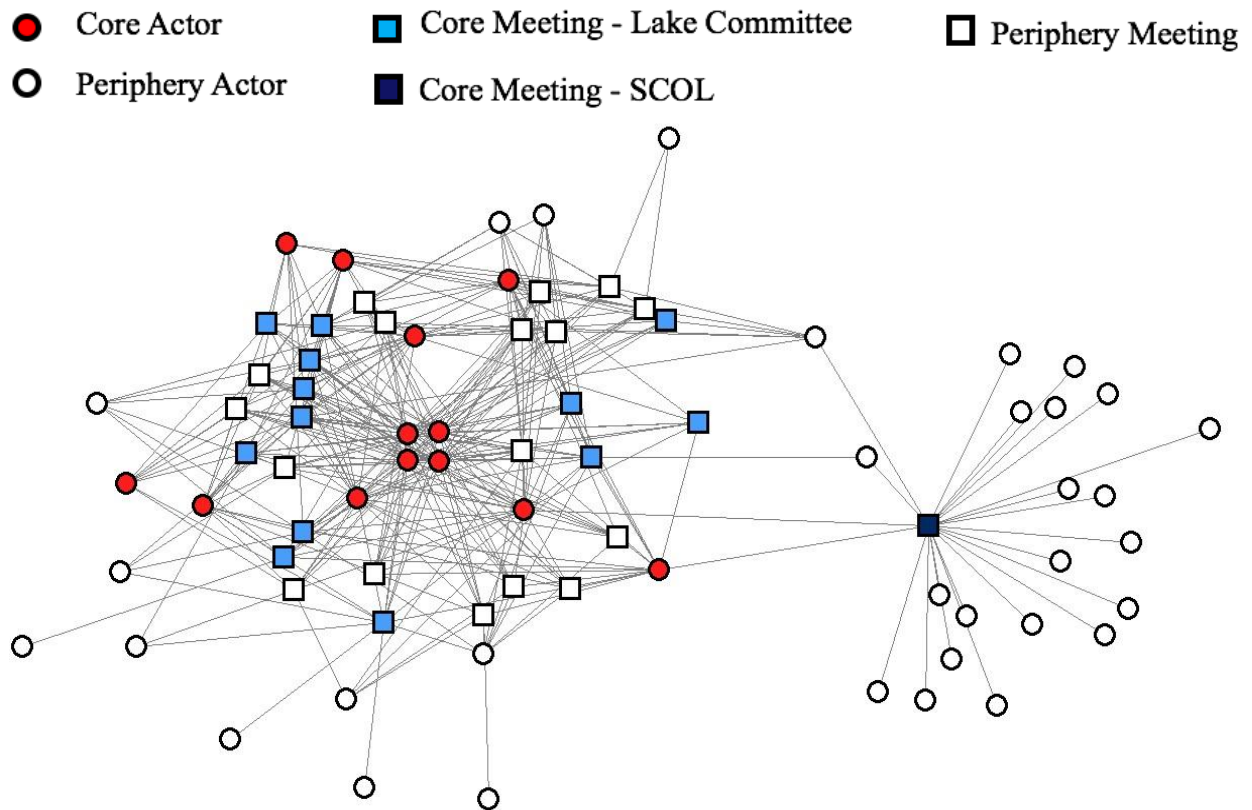 Core Actor
Core Meeting - Lake Committee
Periphery Meeting
Periphery Actor
Core Meeting - SCOL